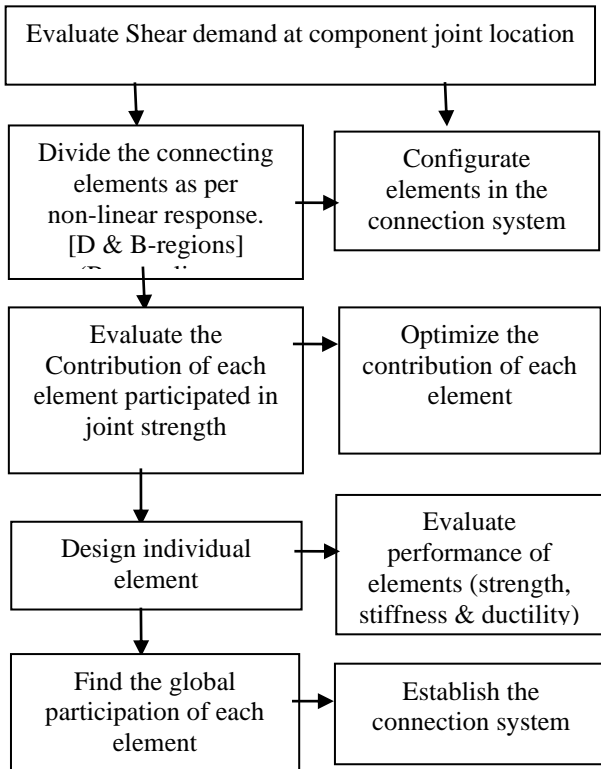 Evaluate Shear demand at component joint location
Divide the connecting
elements as per
non-linear response.
[D & B-regions]
Configurate
elements in the
connection system
Evaluate the
Contribution of each
element participated in
joint strength
Optimize the
contribution of each
element
Design individual
element
Evaluate
performance of
elements (strength,
stiffness & ductility)
Find the global
participation of each
element
Establish the
connection system